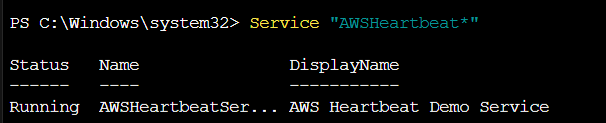 PS C:\Windows\system32> Service "AWSHeartbeat*"
Status   Name               DisplayName
------   ----               -----------
Running  AWSHeartbeatSer... AWS Heartbeat Demo Service